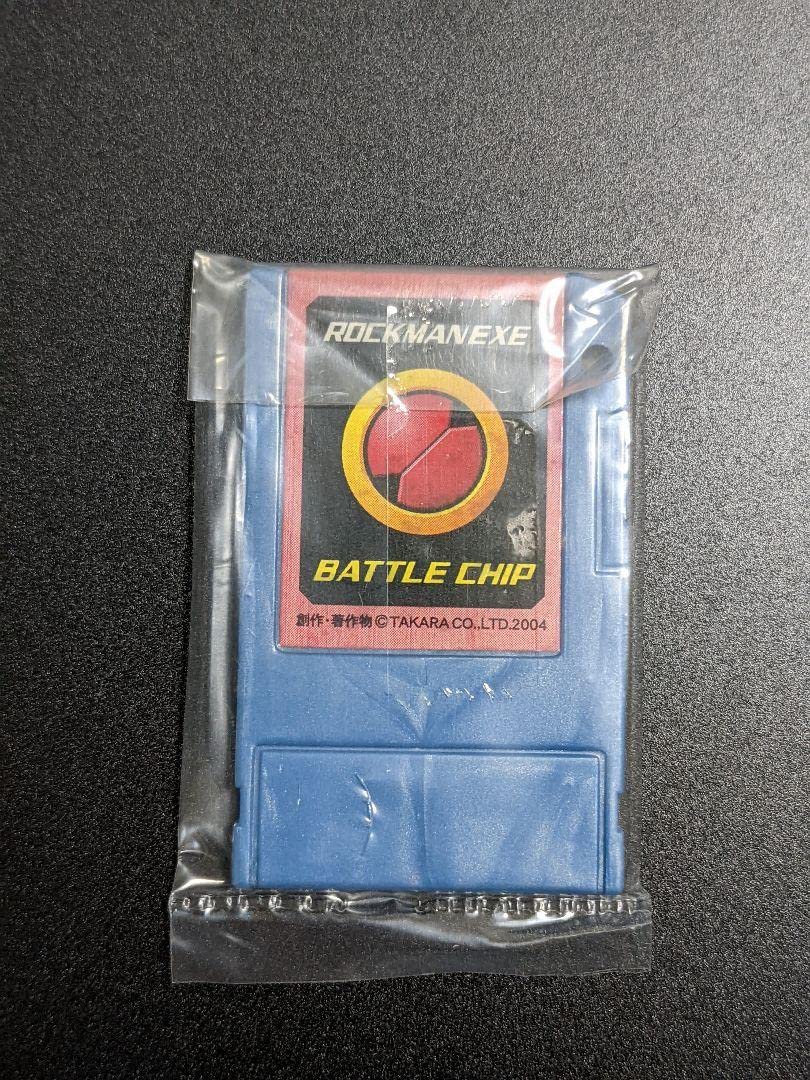 ROCKMAN EXE
BATTLE CHIP
創作・著作物©TAKARA CO.,LTD.2004